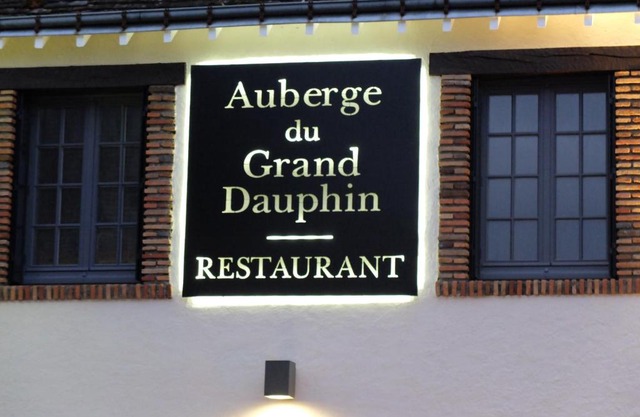 Auberge
du
Grand
Dauphin
RESTAURANT